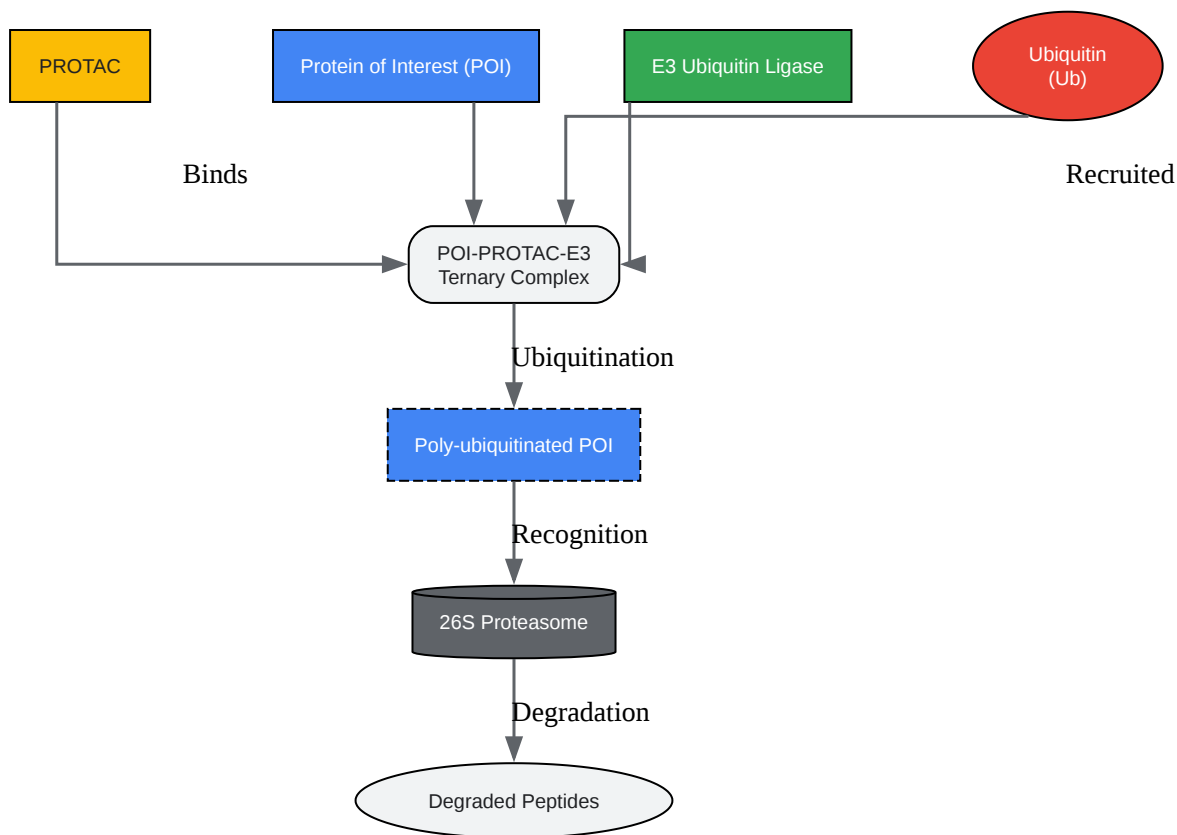 PROTAC
Protein of Interest (POI)
E3 Ubiquitin Ligase
Ubiquitin
(Ub)
Binds
Recruited
POI-PROTAC-E3
Ternary Complex
Ubiquitination
Poly-ubiquitinated POI
Recognition
26S Proteasome
Degradation
Degraded Peptides